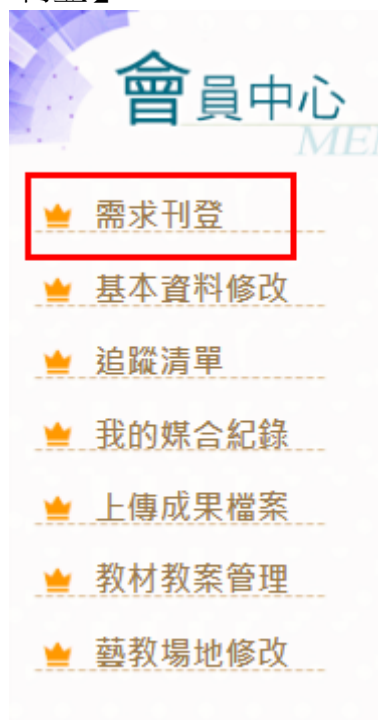 會員中心
MEI
需求刊登
基本資料修改
追蹤清單
我的媒合紀錄
上傳成果檔案
教材教案管理
藝教場地修改